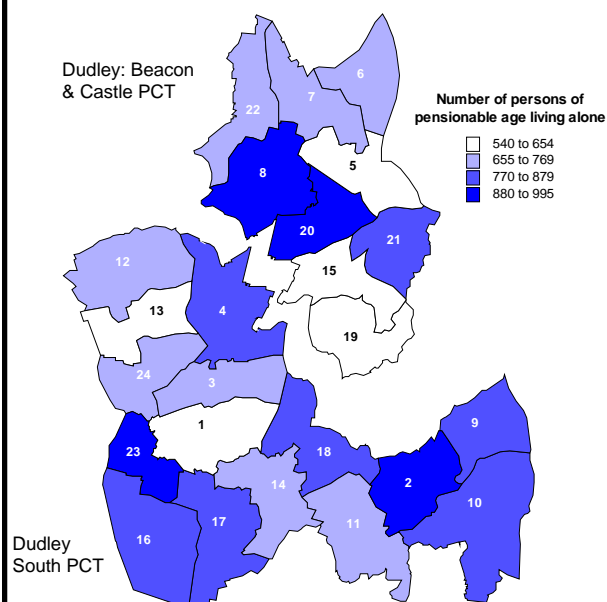 Dudley: Beacon
& Castle PCT
Number of persons of
pensionable age living alone
540 to 654
655 to 769
770 to 879
880 to 995
6
7
22
5
8
20
21
12
15
13
4
19
24
3
1
9
23
18
2
14
10
11
17
16
Dudley
South PCT